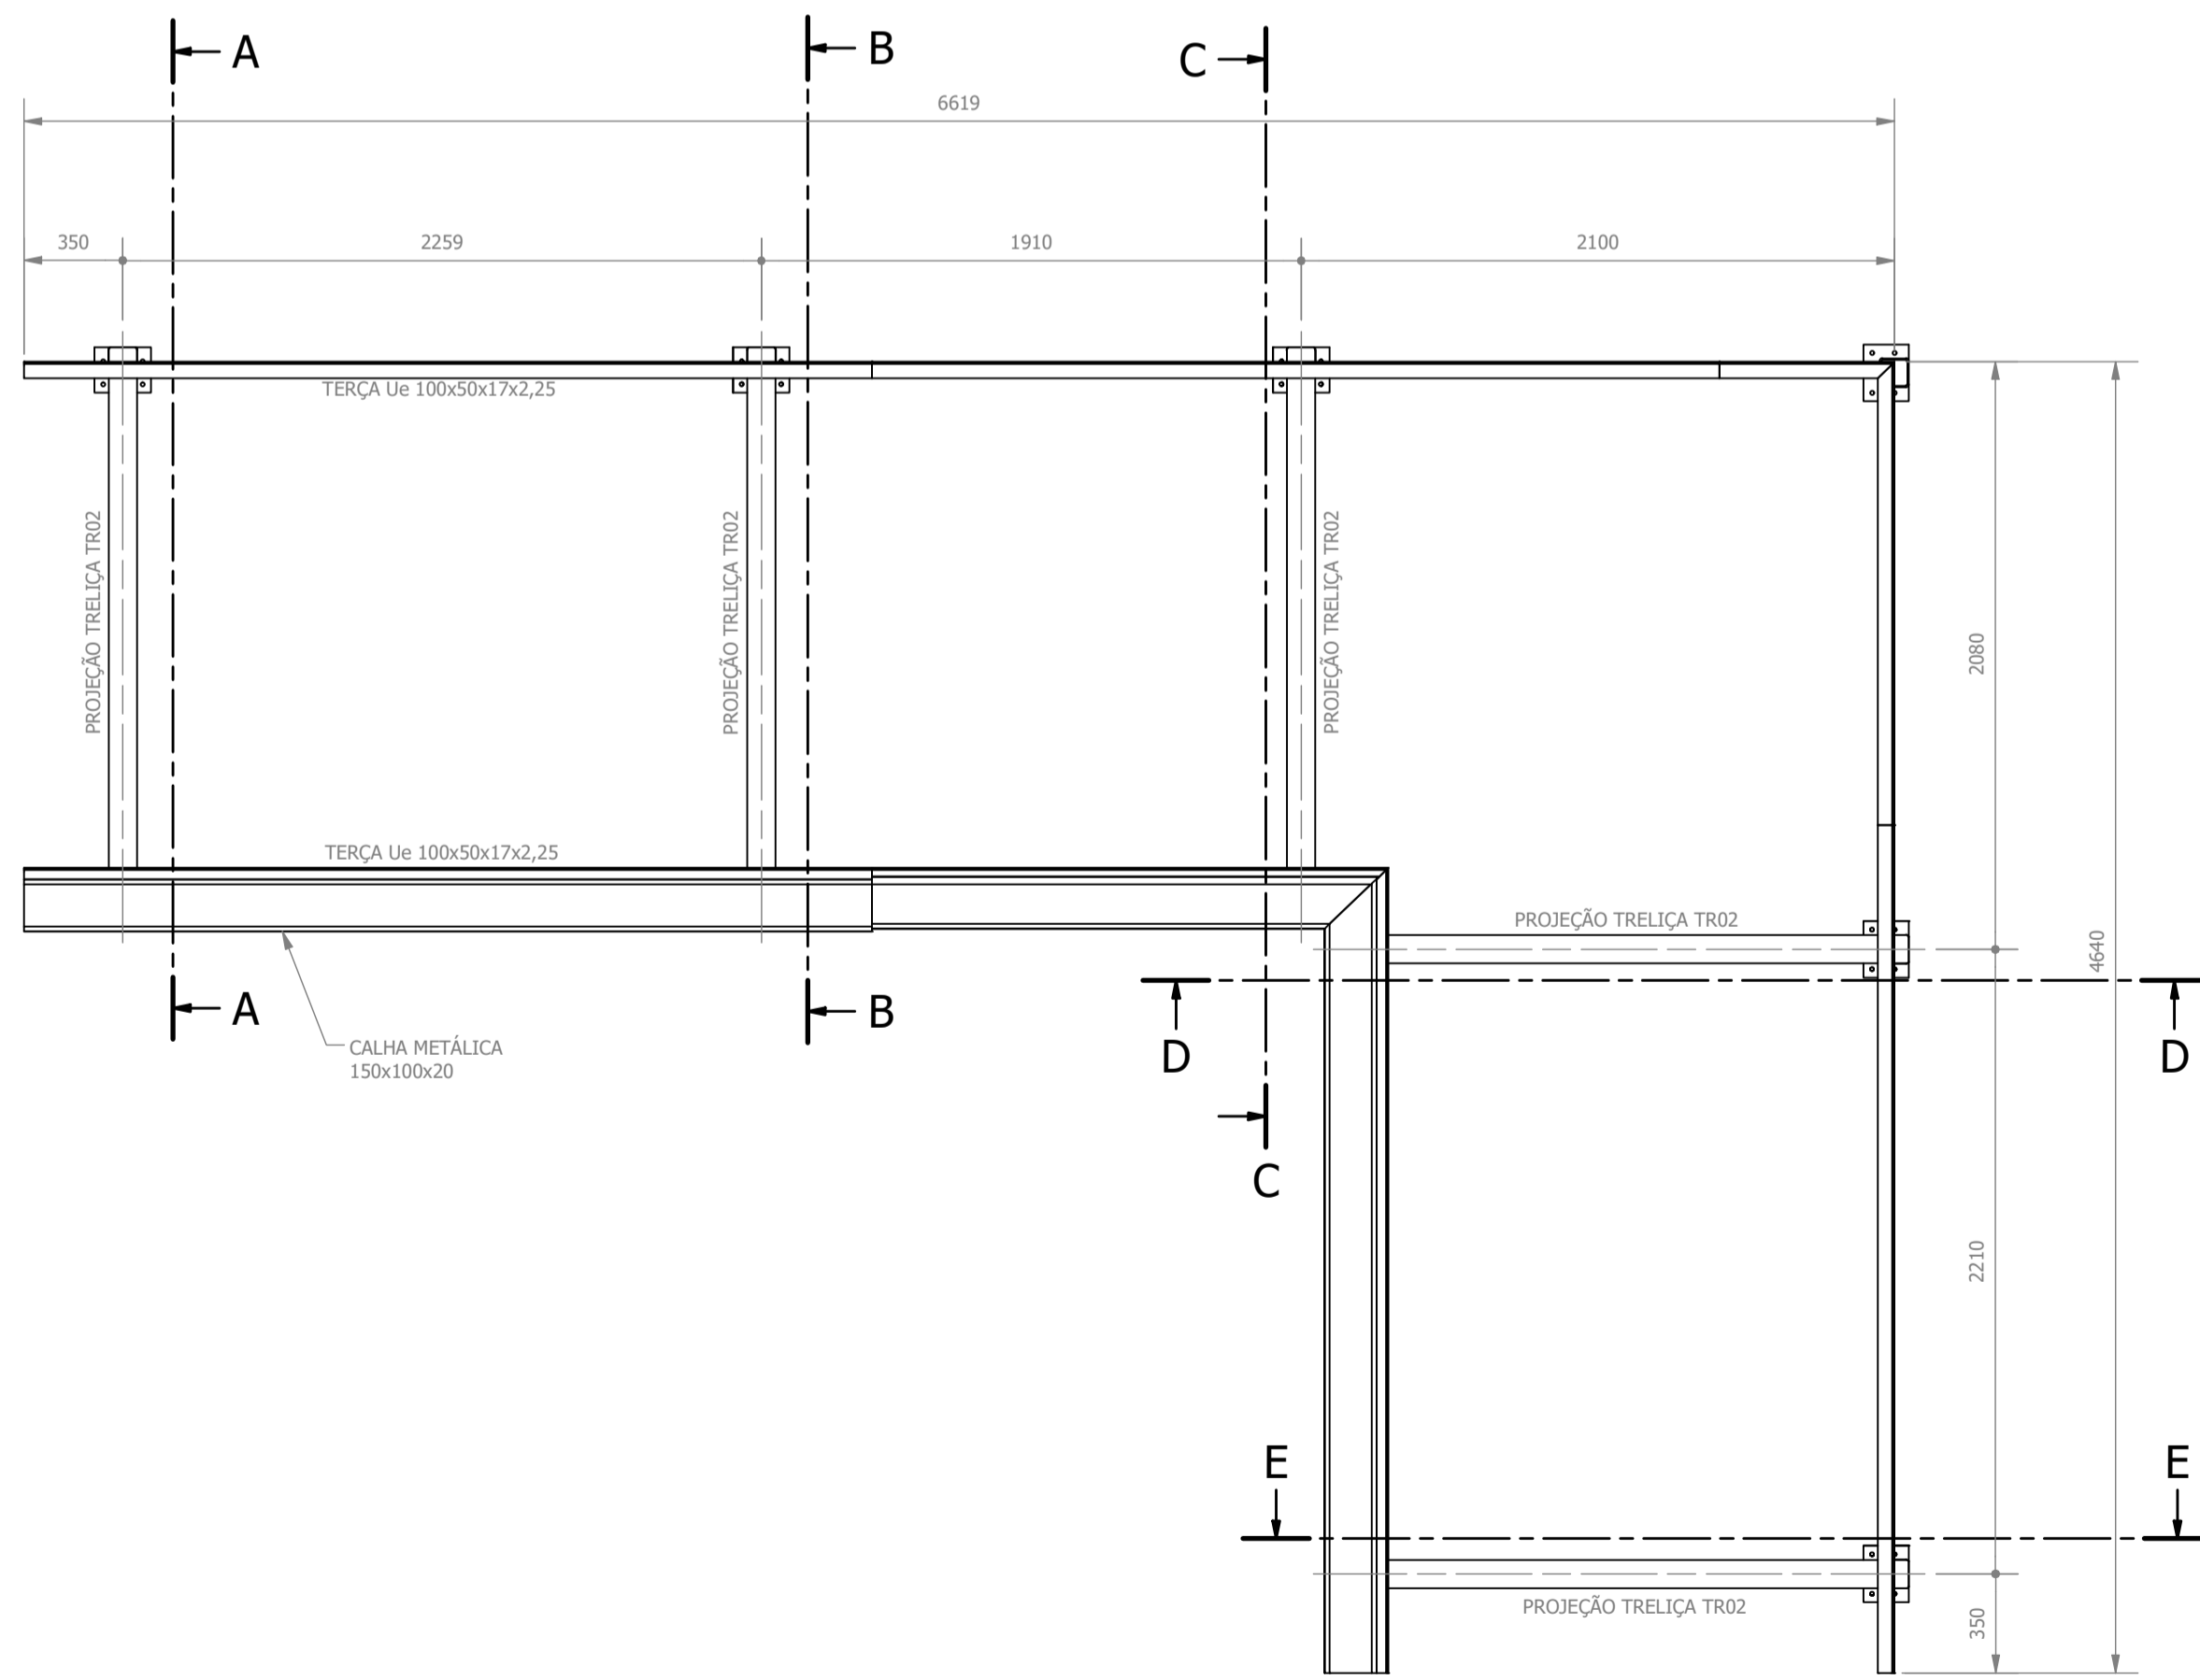 A
B
C
6619
350
2259
1910
2100
TERÇA Ue 100x50x17x2,25
PROJEÇÃO TRELIÇA TR02
PROJEÇÃO TRELIÇA TR02
PROJEÇÃO TRELIÇA TR02
2080
TERÇA Ue 100x50x17x2,25
PROJEÇÃO TRELIÇA TR02
4640
A
B
CALHA METÁLICA
150x100x20
D
D
C
2210
E
E
PROJEÇÃO TRELIÇA TR02
350